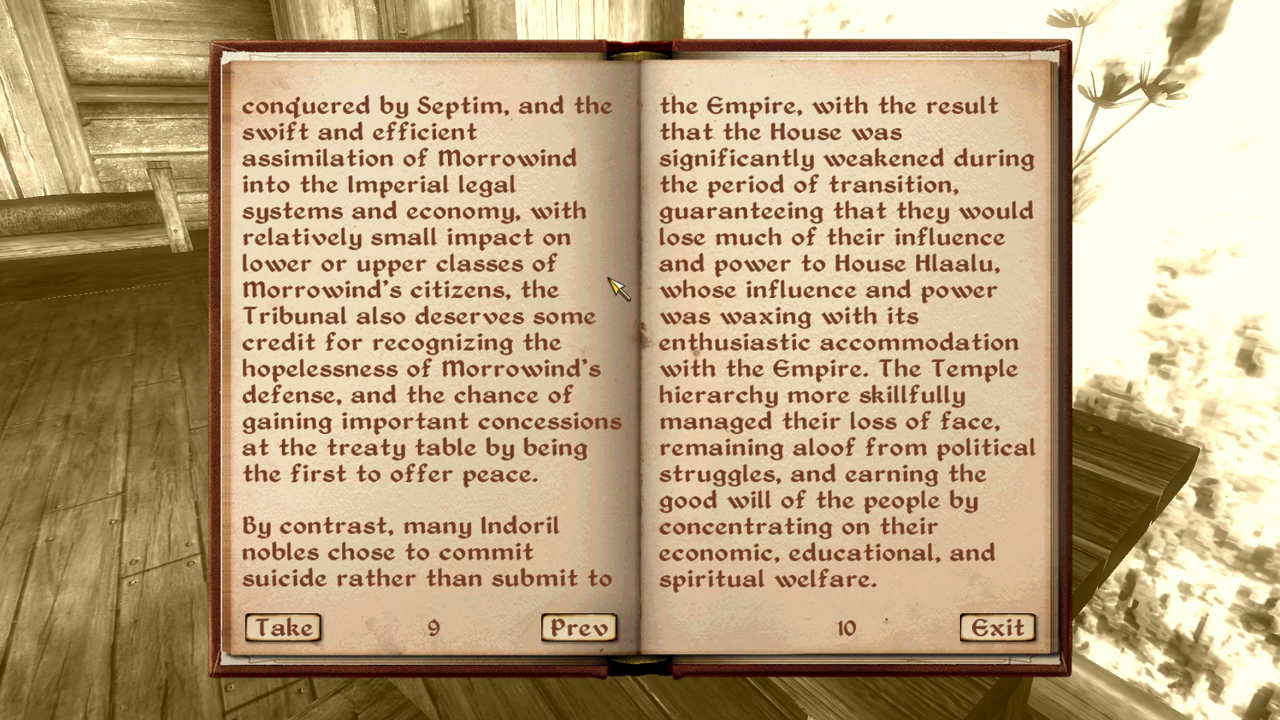 conquered by Septim, and the
swift and efficient
assimilation of Morrowind
into the Imperial legal
systems and economy, with
relatively small impact on
lower or upper classes of
Morrowind's citizens, the
Tribunal also deserves some
credit for recognizing the
hopelessness of Morrowind's
defense, and the chance of
gaining important concessions
at the treaty table by being
the first to offer peace.
By contrast, many Indoril
nobles chose to commit
suicide rather than submit to
Take
9
Prev
the Empire, with the result
that the House was
significantly weakened during
the period of transition,
guaranteeing that they would
lose much of their influence
and power to House Hlaalu,
whose influence and power
was waxing with its
enthusiastic accommodation
with the Empire. The Temple
hierarchy more skillfully
managed their loss of face,
remaining aloof from political
struggles, and earning the
good will of the people by
concentrating on their
economic, educational, and
spiritual welfare.
10
Exit